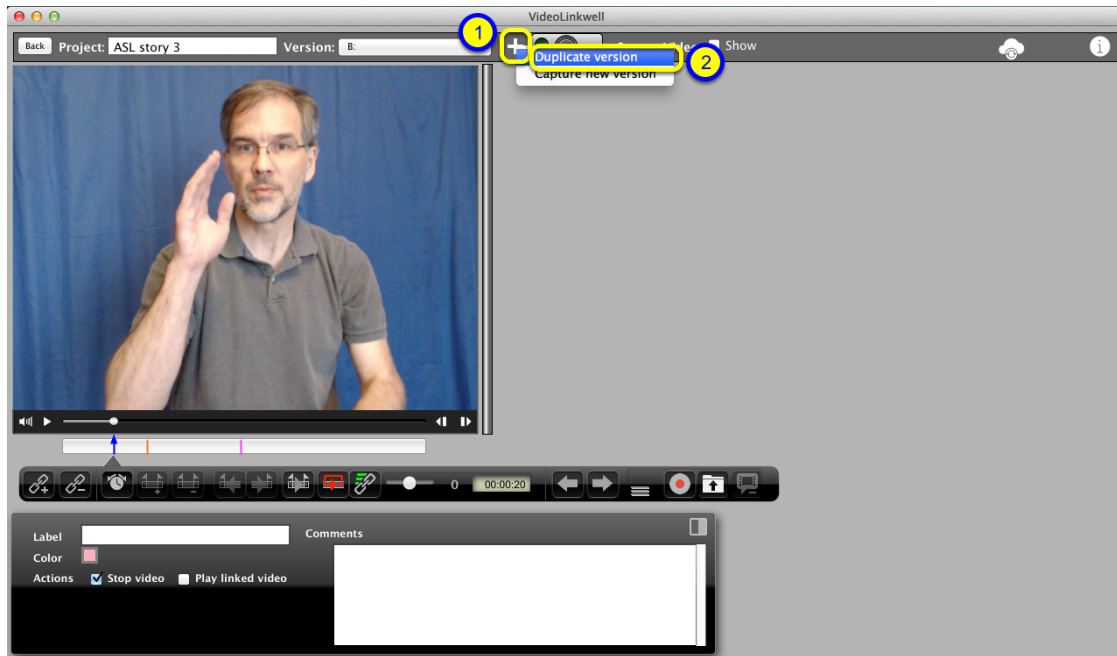 VideoLinkwell
1
Back Project: ASL story 3 Version: B: Show
Duplicate version 2
Capture new version
0 00:00:20
Label Comments
Color
Actions Stop video Play linked video